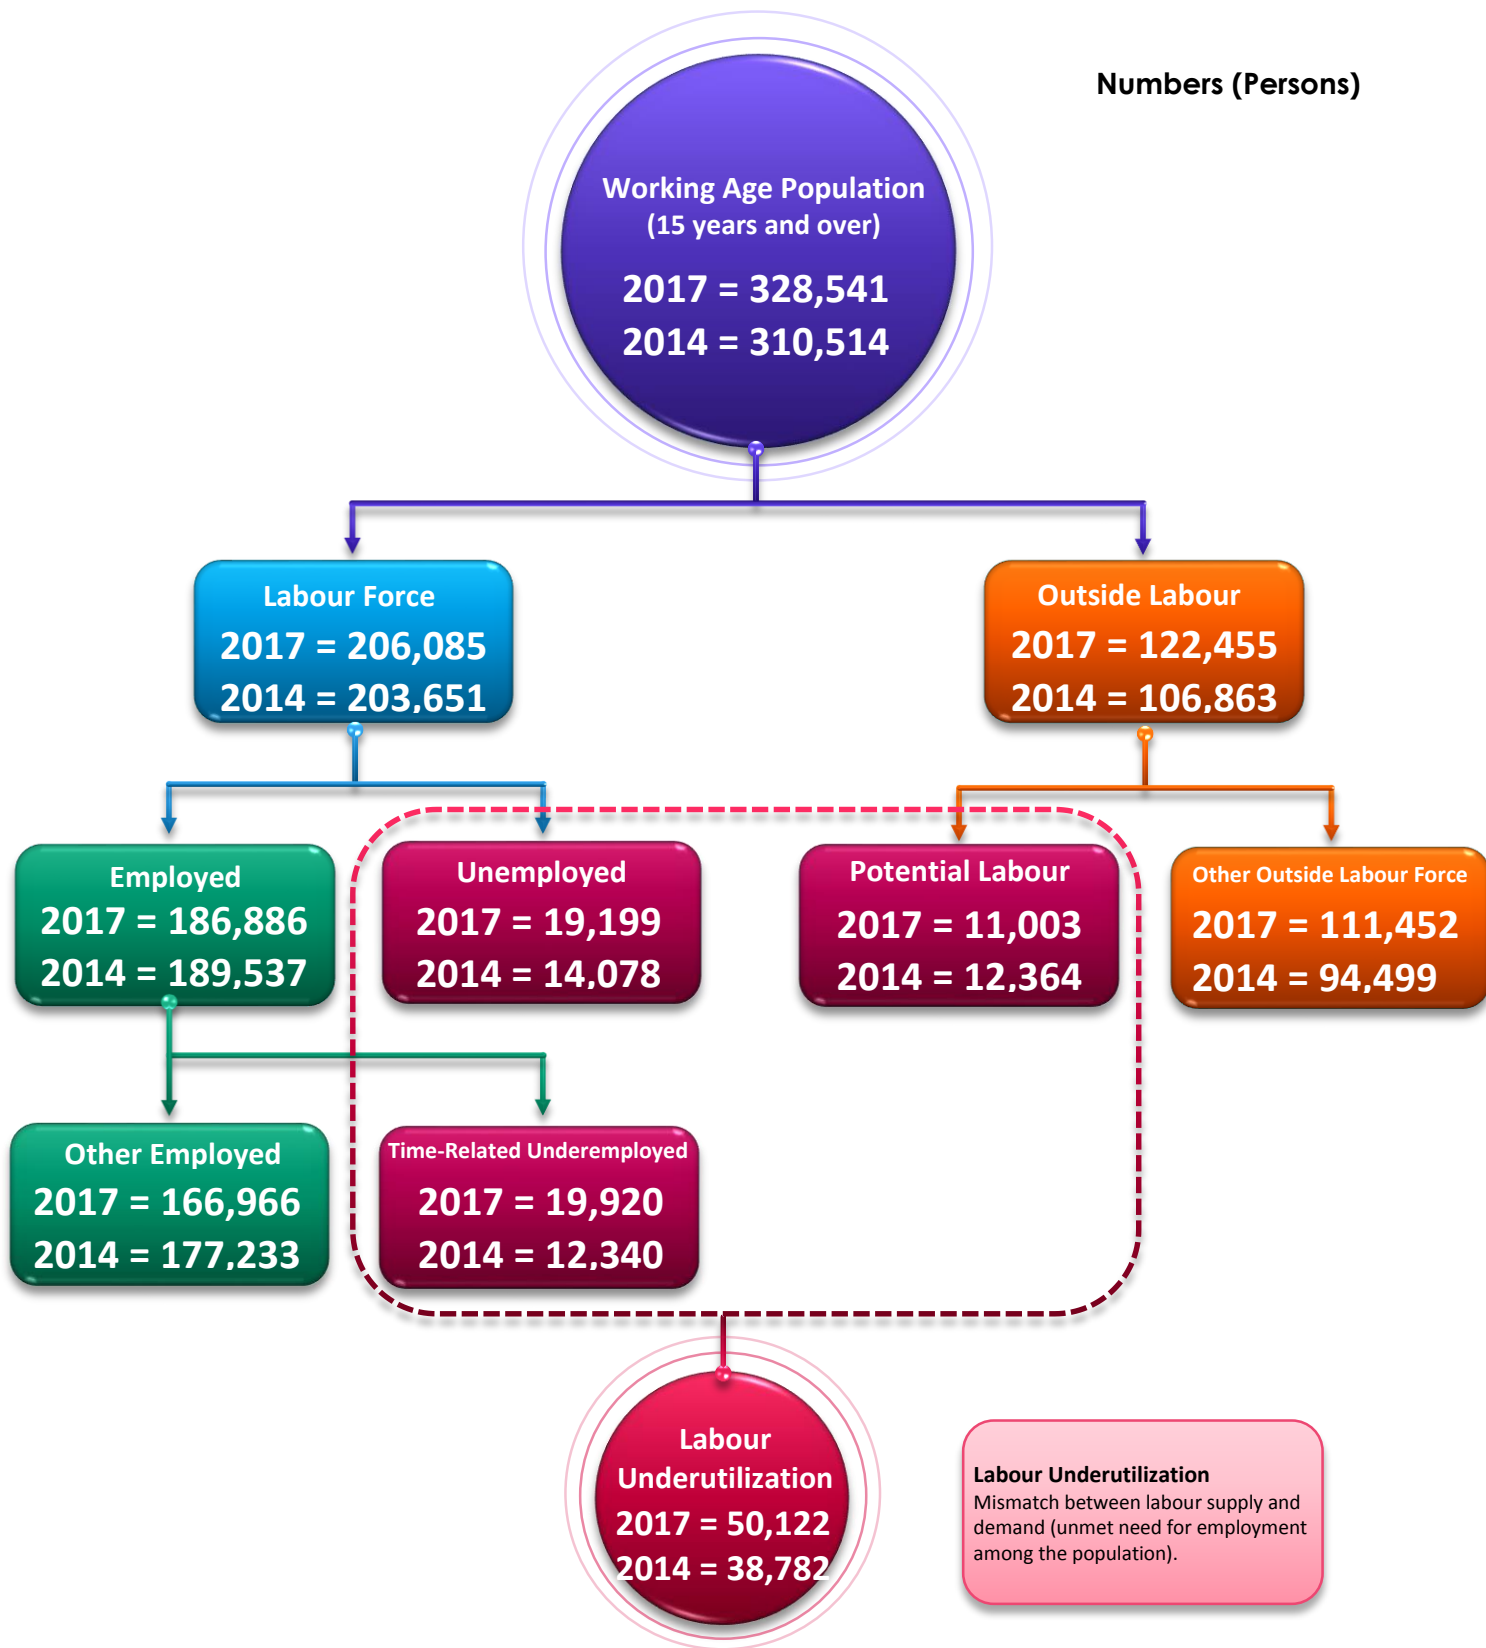 Numbers (Persons)
Working Age Population
(15 years and over)
2017 = 328,541
2014 = 310,514
Labour Force
2017 = 206,085
2014 = 203,651
Outside Labour
2017 = 122,455
2014 = 106,863
Employed
2017 = 186,886
2014 = 189,537
Unemployed
2017 = 19,199
2014 = 14,078
Potential Labour
2017 = 11,003
2014 = 12,364
Other Outside Labour Force
2017 = 111,452
2014 = 94,499
Other Employed
2017 = 166,966
2014 = 177,233
Time-Related Underemployed
2017 = 19,920
2014 = 12,340
Labour
Underutilization
2017 = 50,122
2014 = 38,782
Labour Underutilization
Mismatch between labour supply and
demand (unmet need for employment
among the population).